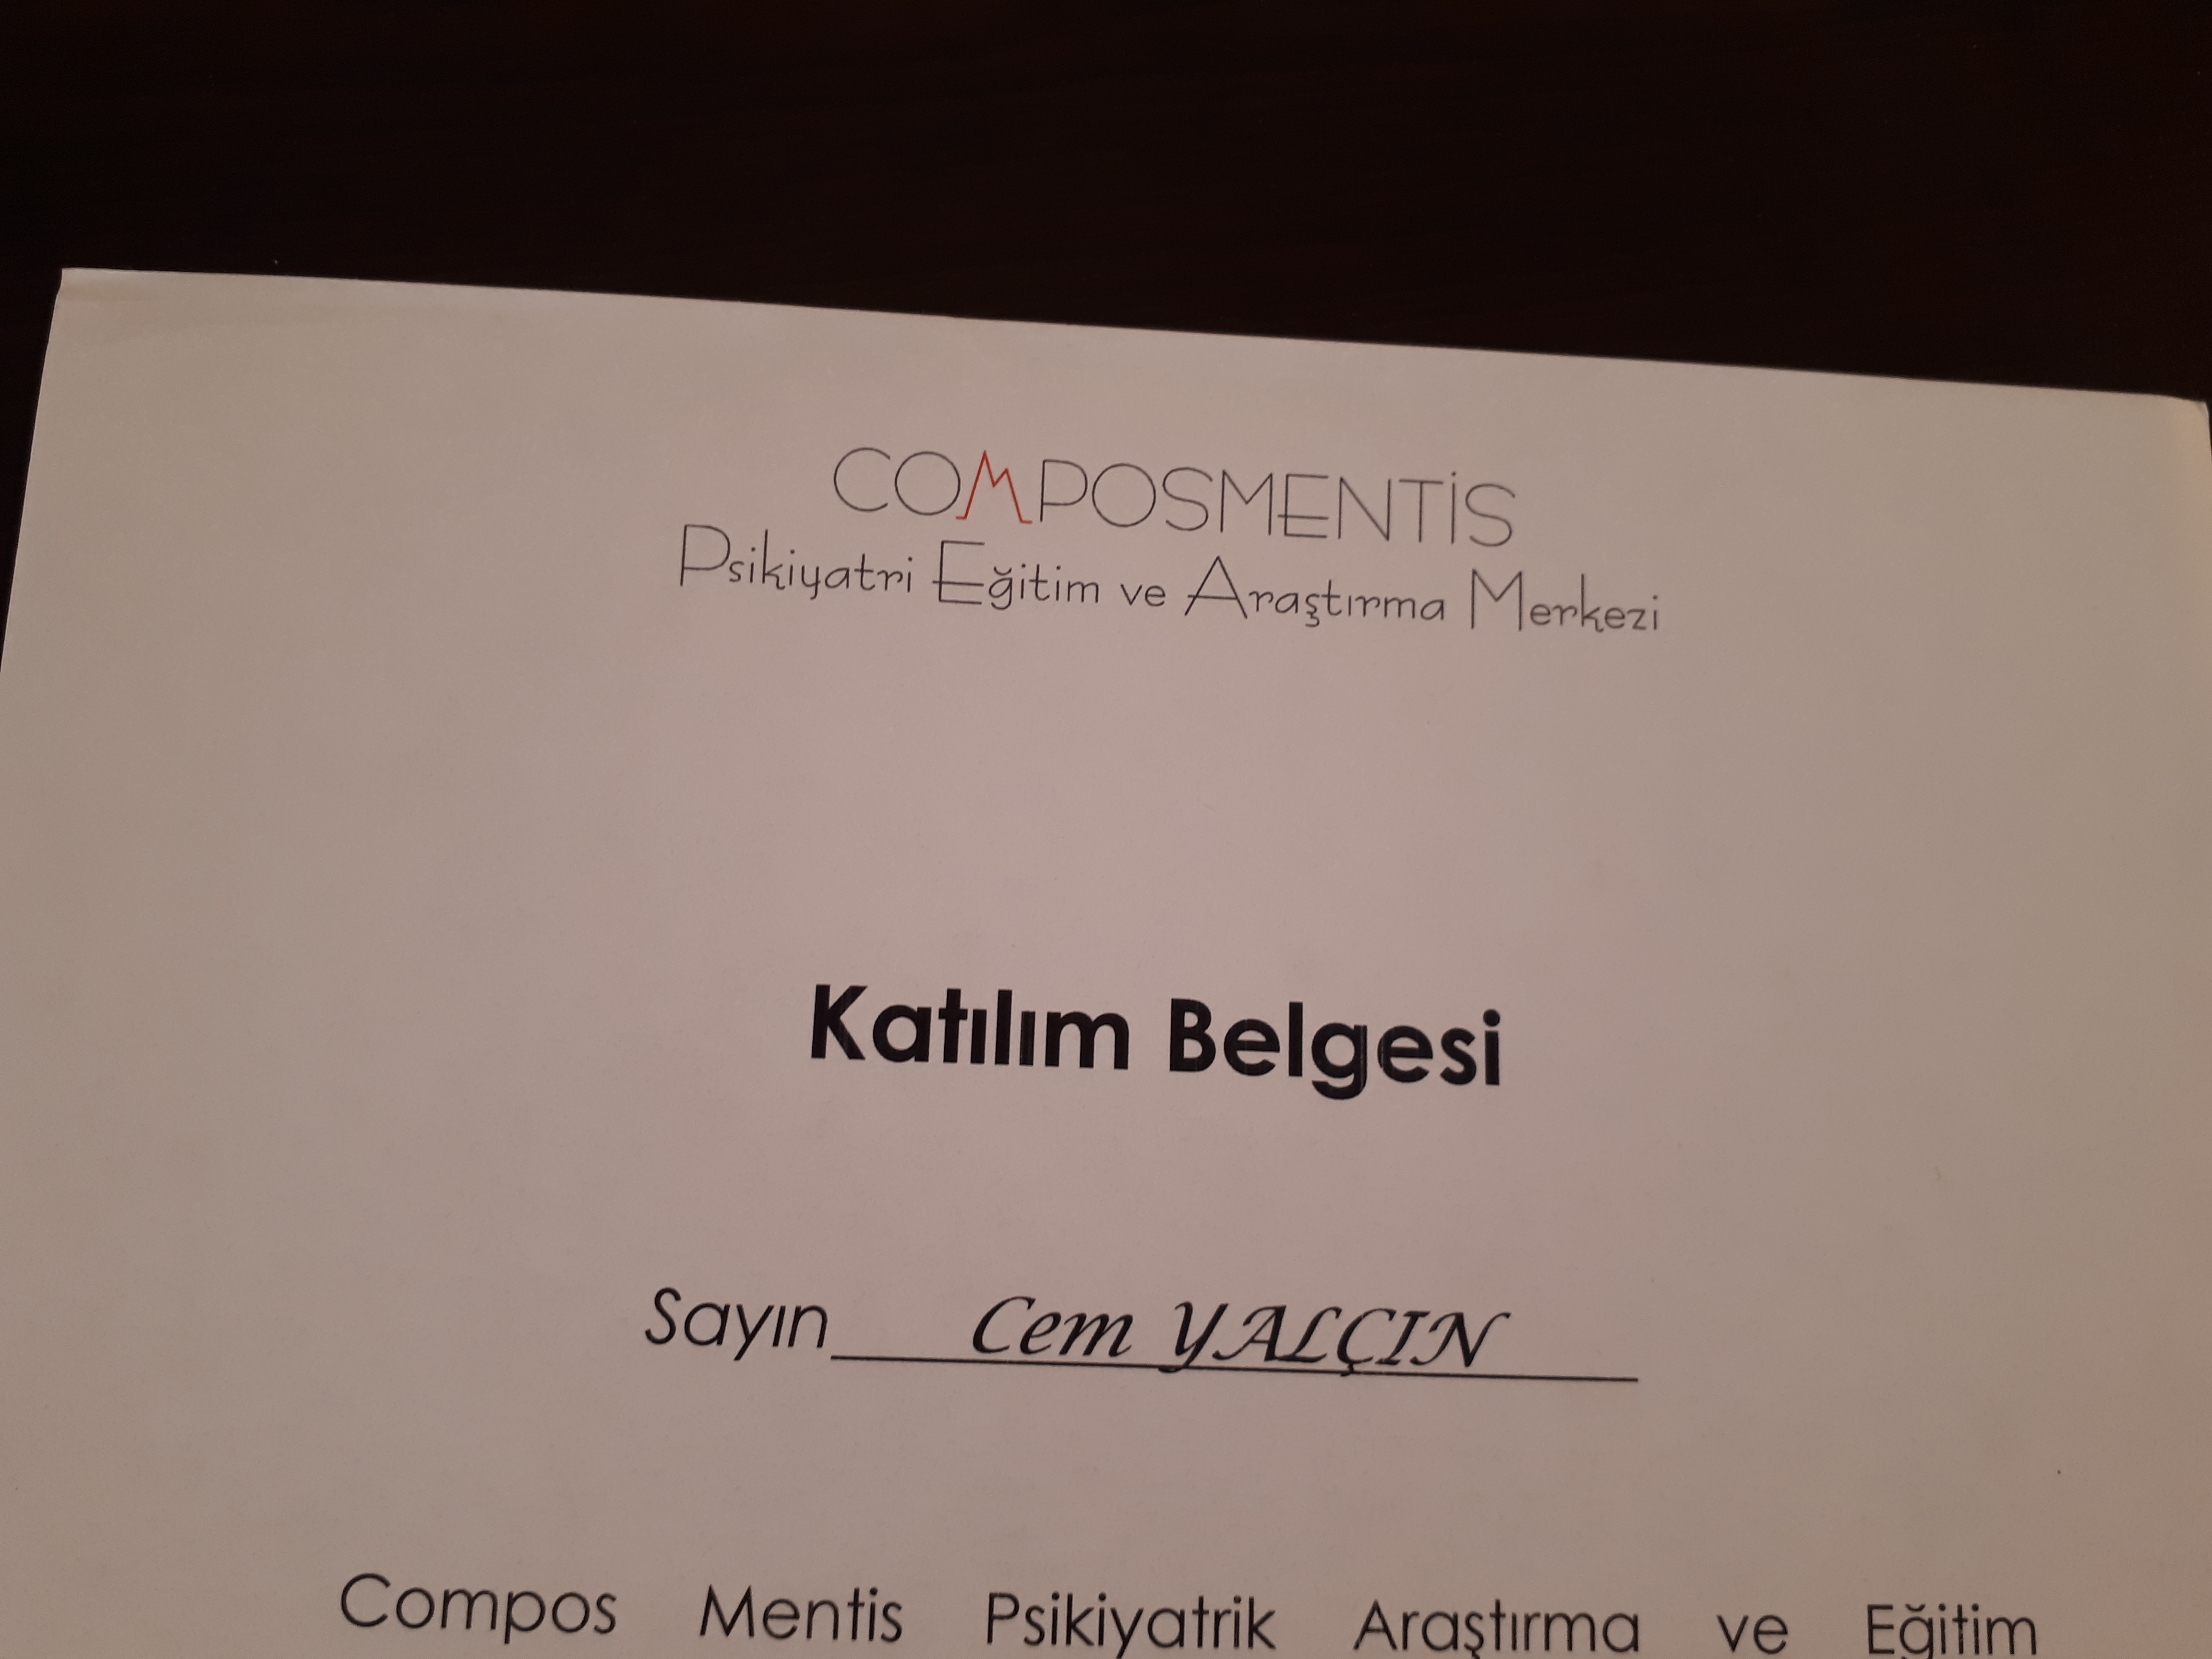 COMPOSMENTİS
Psikiyatri Eğitim ve Araştırma Merkezi
Katılım Belgesi
Sayın Cem YALÇIN
Compos Mentis Psikiyatrik Araştırma ve Eğitim